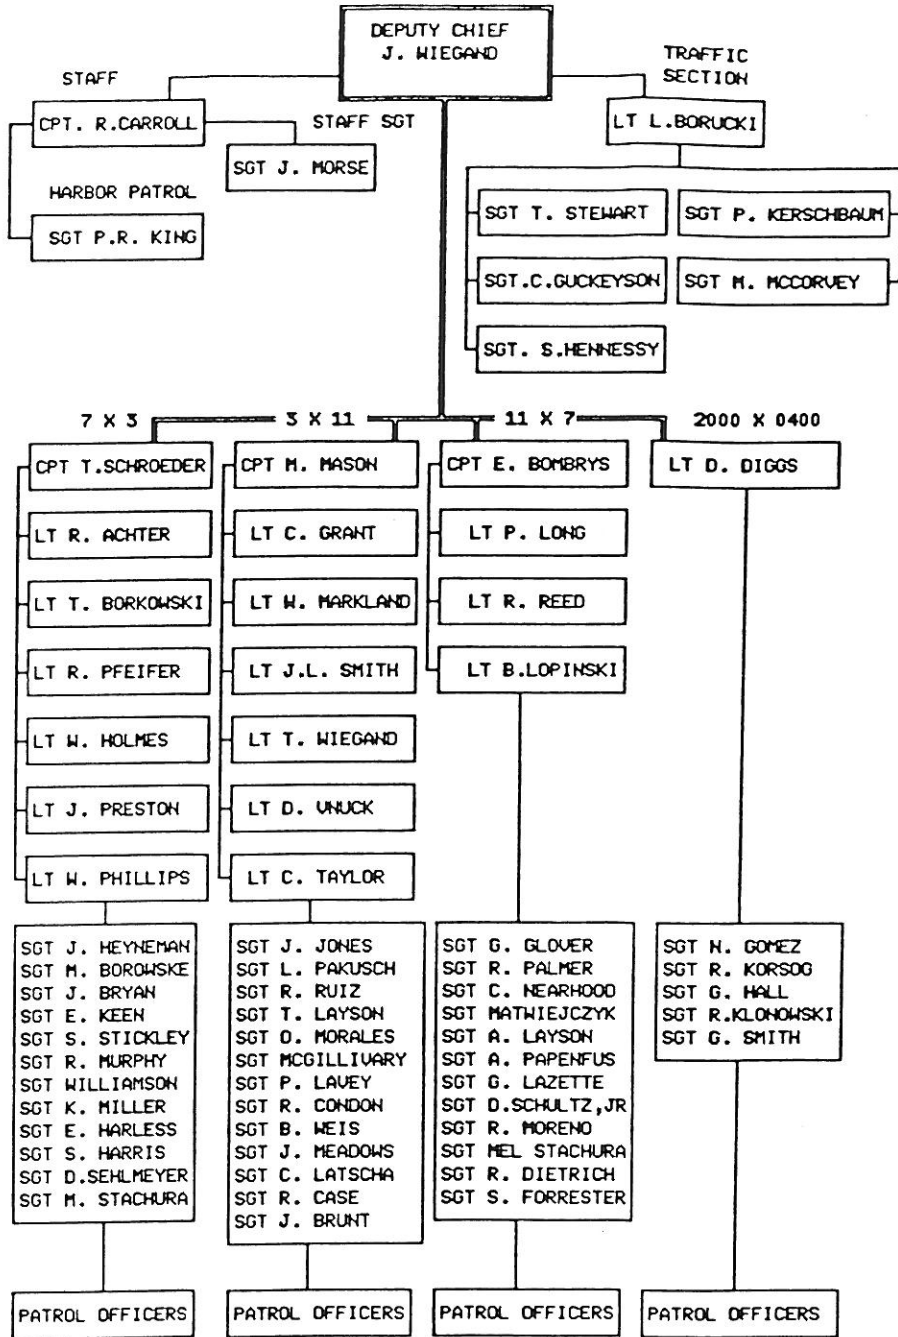 DEPUTY CHIEF
J. WIEGAND
STAFF
CPT. R.CARROLL
STAFF SGT
SGT J. MORSE
HARBOR PATROL
SGT P.R. KING
TRAFFIC
SECTION
LT L.BORUCKI
SGT T. STEWART
SGT P. KERSCHBAUM
SGT.C.GUCKEYSON
SGT M. MCCORVEY
SGT. S.HENNESSY
7 X 3
3 X 11
11 X 7
2000 X 0400
CPT T.SCHROEDER
LT R. ACHTER
LT T. BORKOWSKI
LT R. PFEIFER
LT W. HOLMES
LT J. PRESTON
LT W. PHILLIPS
SGT J. HEYNEMAN
SGT M. BOROWSKE
SGT J. BRYAN
SGT E. KEEN
SGT S. STICKLEY
SGT R. MURPHY
SGT WILLIAMSON
SGT K. MILLER
SGT E. HARLESS
SGT S. HARRIS
SGT D.SEHLMEYER
SGT M. STACHURA
PATROL OFFICERS
CPT M. MASON
LT C. GRANT
LT W. MARKLAND
LT J.L. SMITH
LT T. WIEGAND
LT D. VNUCK
LT C. TAYLOR
SGT J. JONES
SGT L. PAKUSCH
SGT R. RUIZ
SGT T. LAYSON
SGT O. MORALES
SGT MCGILLIVARY
SGT P. LAVEY
SGT R. CONDON
SGT B. WEIS
SGT J. MEADOWS
SGT C. LATSCHA
SGT R. CASE
SGT J. BRUNT
PATROL OFFICERS
CPT E. BOMBRYS
LT P. LONG
LT R. REED
LT B.LOPINSKI
SGT G. GLOVER
SGT R. PALMER
SGT C. NEARHOOD
SGT MATWIEJCZYK
SGT A. LAYSON
SGT A. PAPENFUS
SGT G. LAZETTE
SGT D.SCHULTZ,JR
SGT R. MORENO
SGT MEL STACHURA
SGT R. DIETRICH
SGT S. FORRESTER
PATROL OFFICERS
LT D. DIGGS
SGT N. GOMEZ
SGT R. KORSOG
SGT G. HALL
SGT R.KLONOWSKI
SGT G. SMITH
PATROL OFFICERS